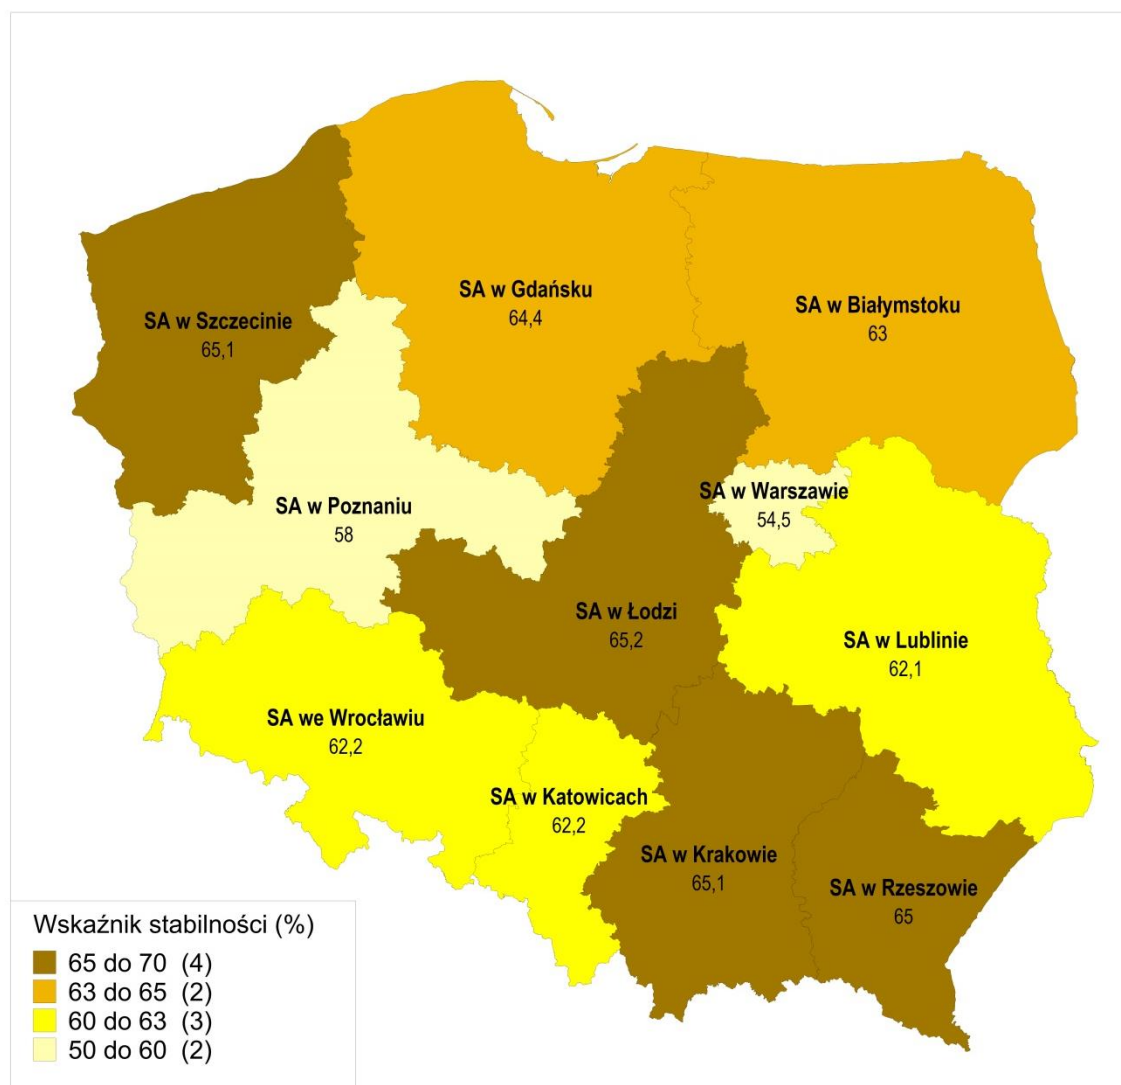 SA w Gdańsku
64,4
SA w Białymstoku
63
SA w Szczecinie
65,1
SA w Warszawie
54,5
SA w Poznaniu
58
SA w Łodzi
65,2
SA w Lublinie
62,1
SA we Wrocławiu
62,2
SA w Katowicach
62,2
SA w Krakowie
65,1
SA w Rzeszowie
65
Wskaźnik stabilności (%)
65 do 70 (4)
63 do 65 (2)
60 do 63 (3)
50 do 60 (2)